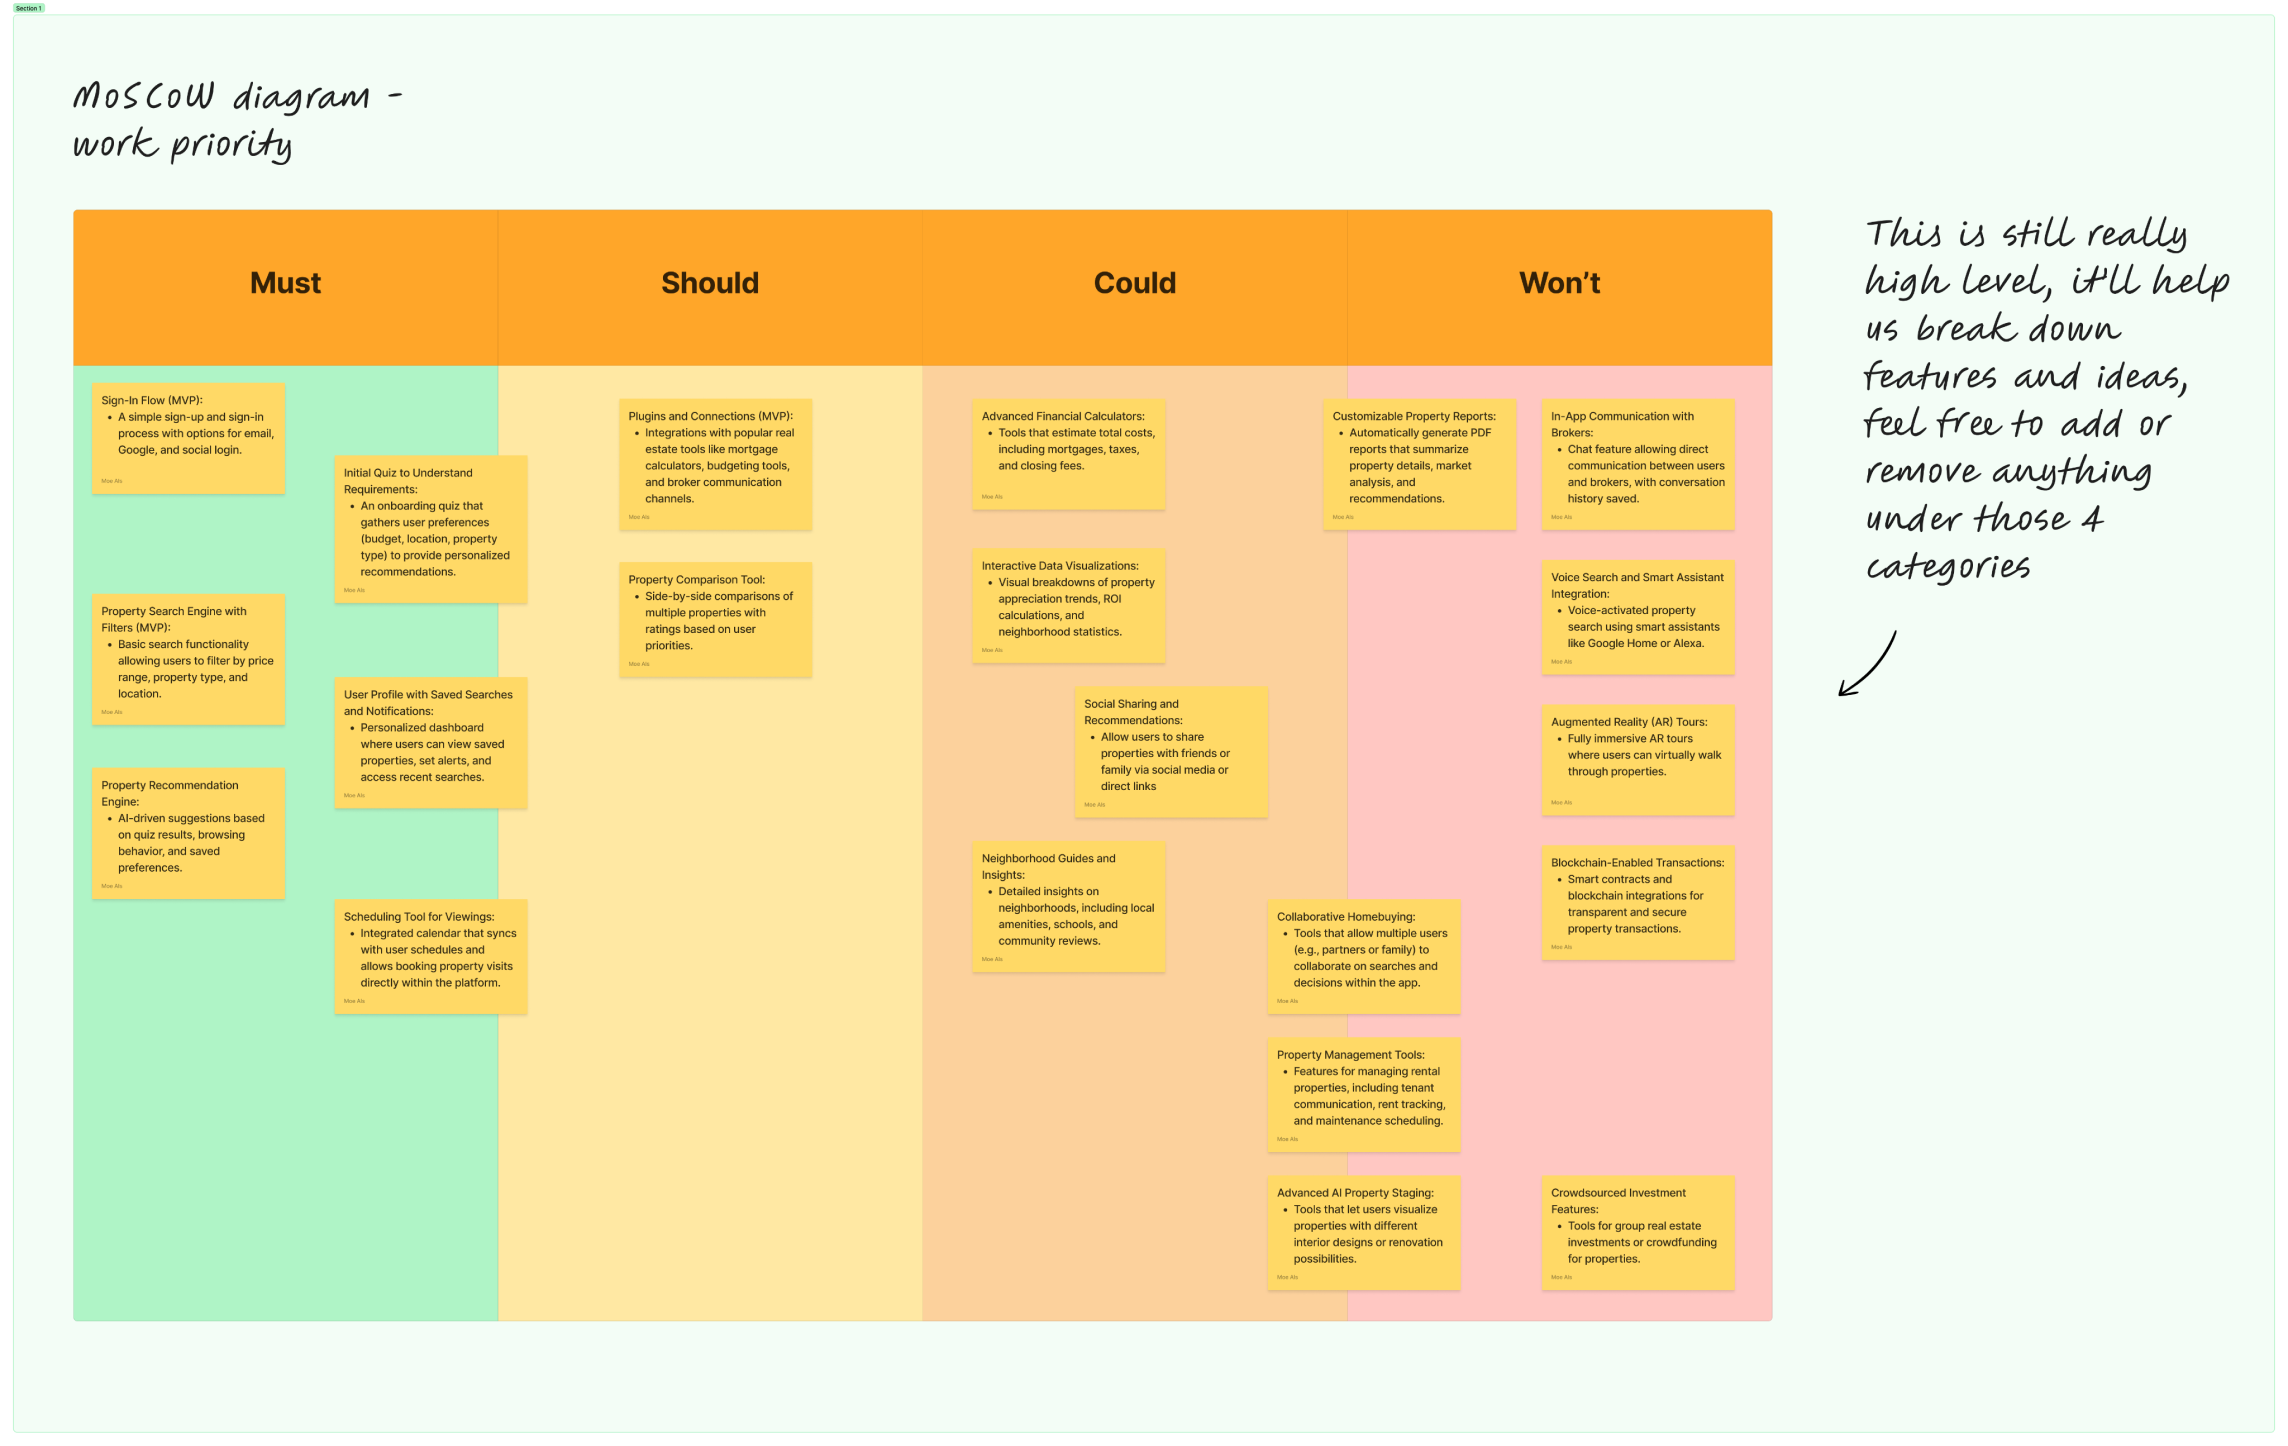 Section 1
MoSCoW diagram -
work priority
Must
Should
Could
Won't
This is still really
high level, it'll help
us break down
features and ideas,
feel free to add or
remove anything
under those 4
categories
Sign-In Flow (MVP):
• A simple sign-up and sign-in
process with options for email,
Google, and social login.
Moe Als
Property Search Engine with
Filters (MVP):
• Basic search functionality
allowing users to filter by price
range, property type, and
location.
Moe Als
Property Recommendation
Engine:
• AI-driven suggestions based
on quiz results, browsing
behavior, and saved
preferences.
Moe Als
Initial Quiz to Understand
Requirements:
• An onboarding quiz that
gathers user preferences
(budget, location, property
type) to provide personalized
recommendations.
Moe Als
User Profile with Saved Searches
and Notifications:
• Personalized dashboard
where users can view saved
properties, set alerts, and
access recent searches.
Moe Als
Scheduling Tool for Viewings:
• Integrated calendar that syncs
with user schedules and
allows booking property visits
directly within the platform.
Moe Als
Plugins and Connections (MVP):
• Integrations with popular real
estate tools like mortgage
calculators, budgeting tools,
and broker communication
channels.
Moe Als
Property Comparison Tool:
• Side-by-side comparisons of
multiple properties with
ratings based on user
priorities.
Moe Als
Advanced Financial Calculators:
• Tools that estimate total costs,
including mortgages, taxes,
and closing fees.
Moe Als
Interactive Data Visualizations:
• Visual breakdowns of property
appreciation trends, ROI
calculations, and
neighborhood statistics.
Moe Als
Social Sharing and
Recommendations:
• Allow users to share
properties with friends or
family via social media or
direct links
Moe Als
Neighborhood Guides and
Insights:
• Detailed insights on
neighborhoods, including local
amenities, schools, and
community reviews.
Moe Als
Customizable Property Reports:
• Automatically generate PDF
reports that summarize
property details, market
analysis, and
recommendations.
Moe Als
Collaborative Homebuying:
• Tools that allow multiple users
(e.g., partners or family) to
collaborate on searches and
decisions within the app.
Moe Als
Property Management Tools:
• Features for managing rental
properties, including tenant
communication, rent tracking,
and maintenance scheduling.
Moe Als
Advanced AI Property Staging:
• Tools that let users visualize
properties with different
interior designs or renovation
possibilities.
Moe Als
In-App Communication with
Brokers:
• Chat feature allowing direct
communication between users
and brokers, with conversation
history saved.
Moe Als
Voice Search and Smart Assistant
Integration:
• Voice-activated property
search using smart assistants
like Google Home or Alexa.
Moe Als
Augmented Reality (AR) Tours:
• Fully immersive AR tours
where users can virtually walk
through properties.
Moe Als
Blockchain-Enabled Transactions:
• Smart contracts and
blockchain integrations for
transparent and secure
property transactions.
Moe Als
Crowdsourced Investment
Features:
• Tools for group real estate
investments or crowdfunding
for properties.
Moe Als